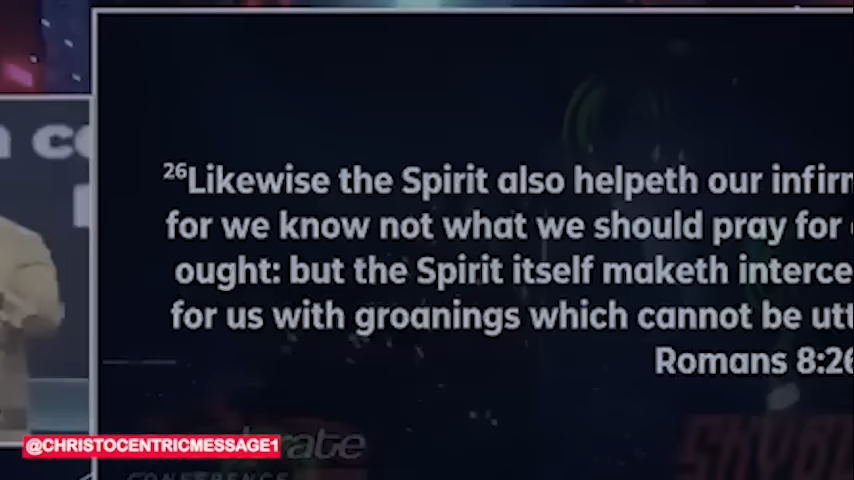 26Likewise the Spirit also helpeth our infirm
for we know not what we should pray for
ought: but the Spirit itself maketh interce
for us with groanings which cannot be utt
Romans 8:26
@CHRISTOCENTRICMESSAGE1
CONFERENCE